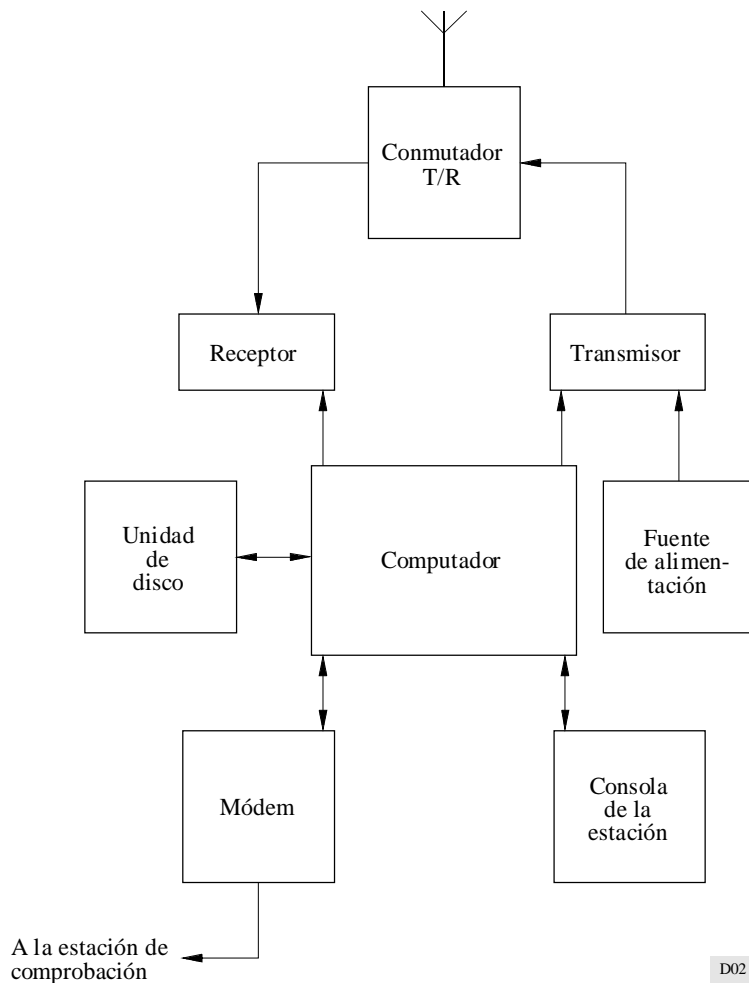 Conmutador
T/R
Receptor
Transmisor
Unidad
de
disco
Computador
Fuente
de alimen-
tación
Módem
Consola
de la
estación
A la estación de
comprobación
D02